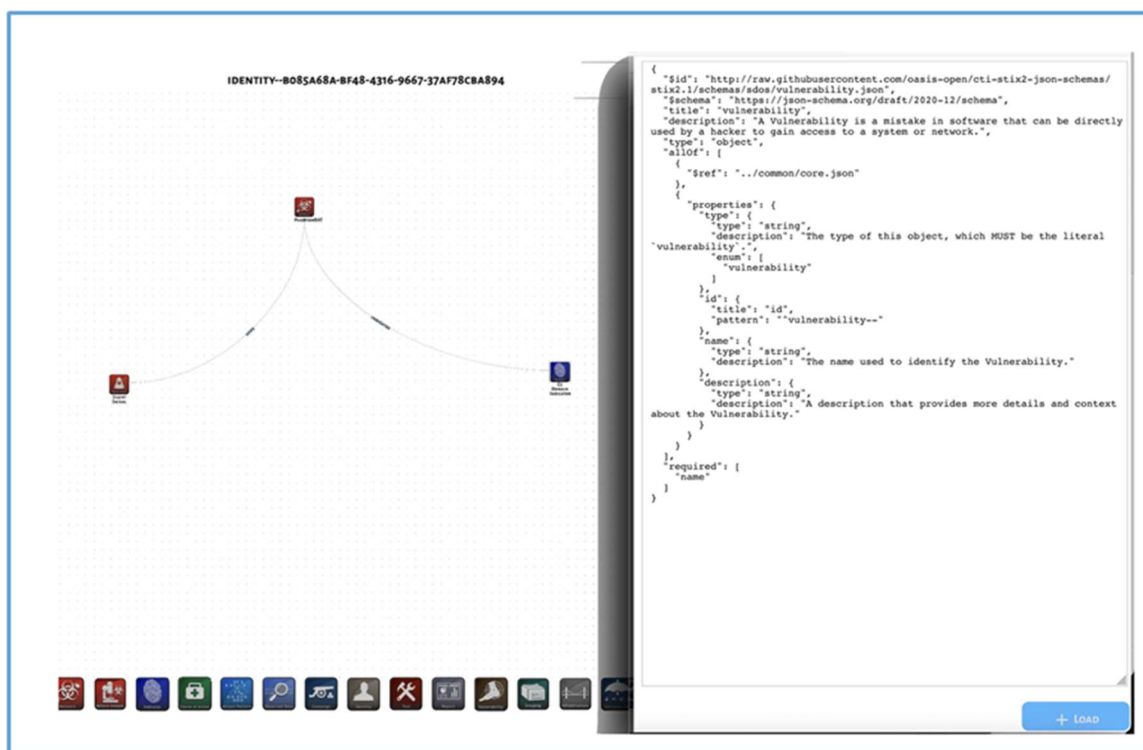 IDENTITY--B085A68A-BF48-4316-9667-37AF78CBA894
{
"$id": "http://raw.githubusercontent.com/oasis-open/cti-stix2-json-schemas/
stix2.1/schemas/sdos/vulnerability.json",
"$schema": "https://json-schema.org/draft/2020-12/schema",
"title": "vulnerability",
"description": "A Vulnerability is a mistake in software that can be directly
used by a hacker to gain access to a system or network.",
"type": "object",
"allOf": [
{
"$ref": "../common/core.json"
},
{
"properties": {
"type": {
"type": "string",
"description": "The type of this object, which MUST be the literal
`vulnerability`.",
"enum": [
"vulnerability"
]
},
"id": {
"title": "id",
"pattern": "^vulnerability--"
},
"name": {
"type": "string",
"description": "The name used to identify the Vulnerability."
},
"description": {
"type": "string",
"description": "A description that provides more details and context
about the Vulnerability."
}
}
}
],
"required": [
"name"
]
}
+ LOAD